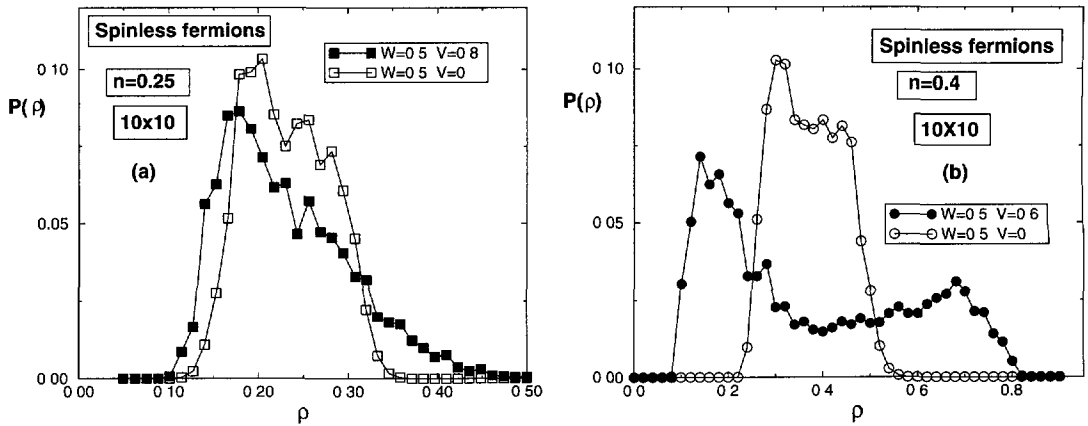 Spinless fermions
n=0.25
10x10
(a)
W=0 5 V=0 8
W=0 5 V=0
P(ρ)
0 10
0.05
0.00
0.00
0 10
0.20
0.30
0 40
0.50
ρ
Spinless fermions
n=0.4
10X10
(b)
W=0 5 V=0 6
W=0 5 V=0
P(ρ)
0 10
0 05
0 00
0.0
0.2
0.4
0.6
0.8
ρ